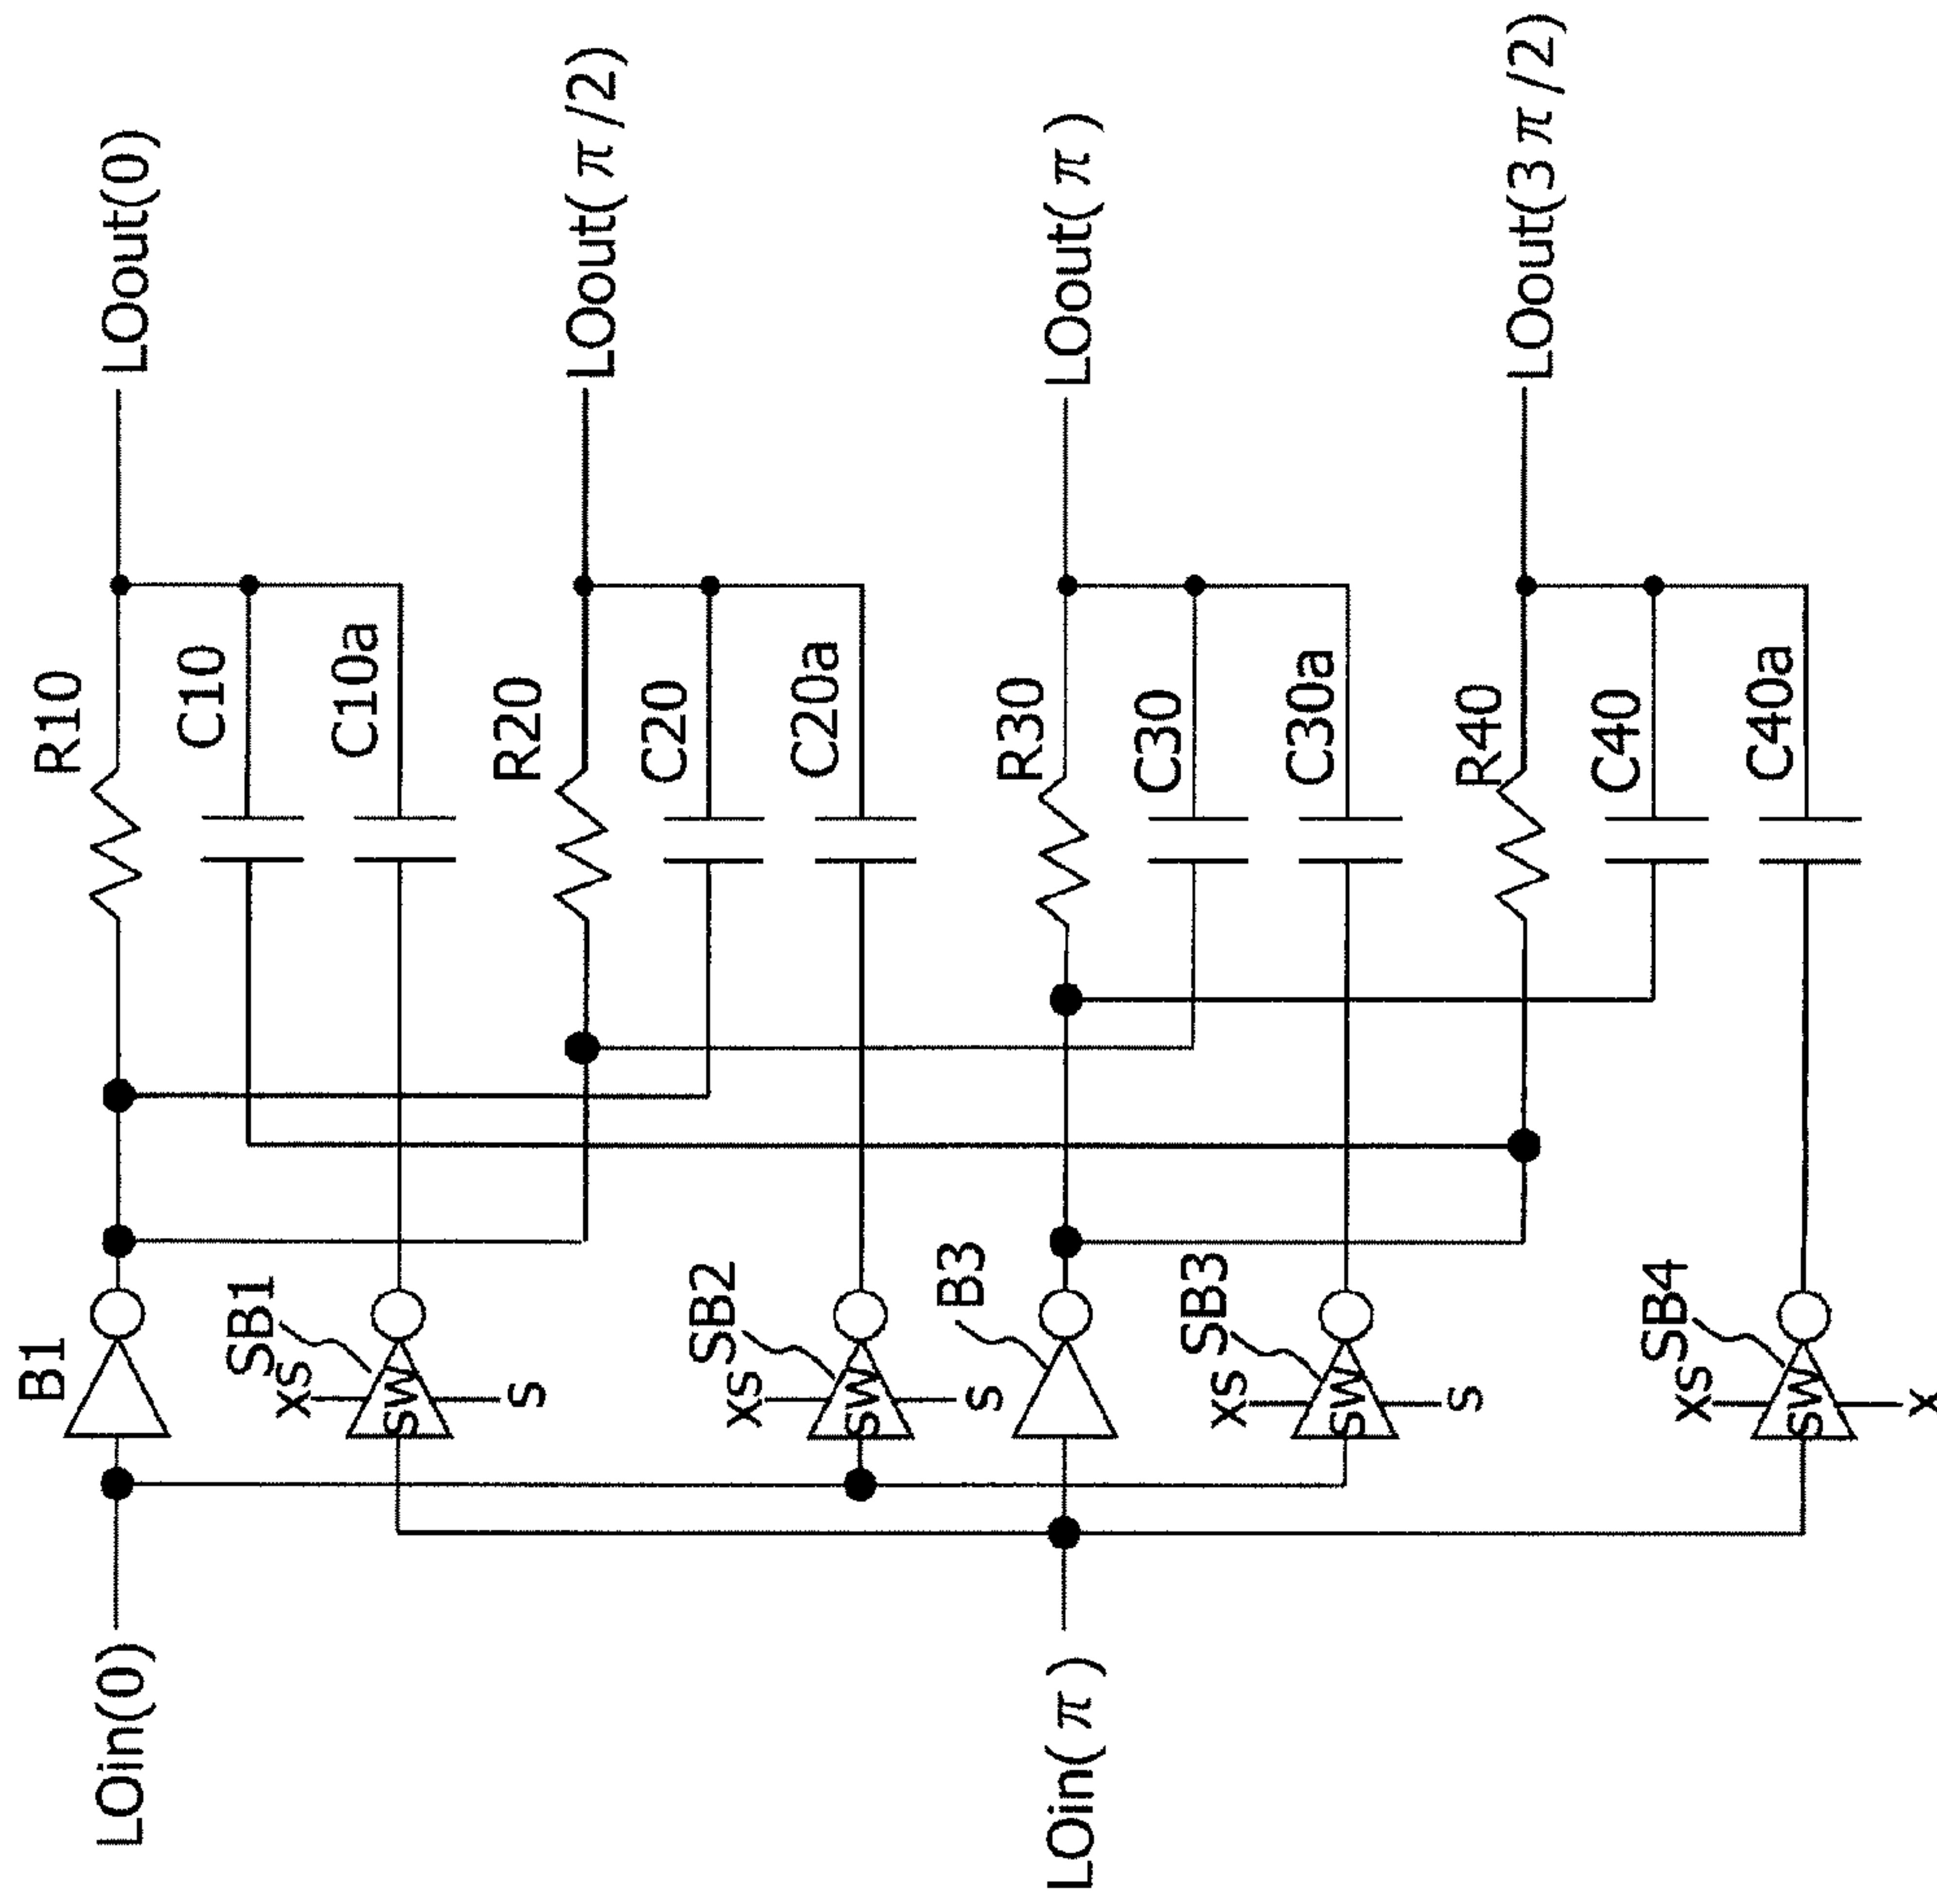 LOin(0)
B1
R10
LOout(0)
C10
xs
SB1
sw
s
C10a
R20
LOout(π/2)
C20
xs
SB2
sw
s
C20a
LOin(π)
B3
R30
LOout(π)
C30
xs
SB3
sw
s
C30a
R40
LOout(3π/2)
C40
xs
SB4
sw
x
C40a